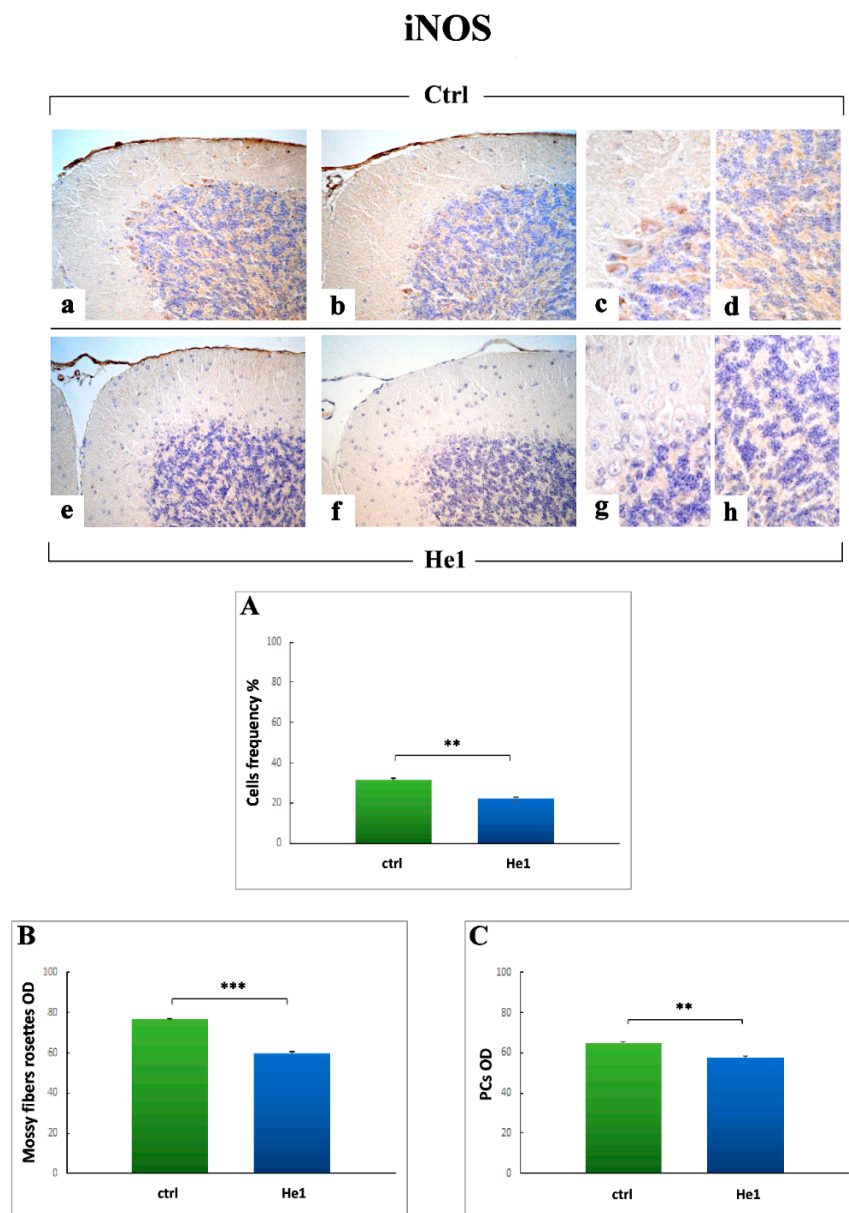 iNOS
Ctrl
a
b
c
d
e
f
g
h
He1
A
Cells frequency %
100
80
60
40
20
0
**
ctrl
He1
B
Mossy fibers rosettes OD
100
80
60
40
20
0
***
ctrl
He1
C
PCs OD
100
80
60
40
20
0
**
ctrl
He1